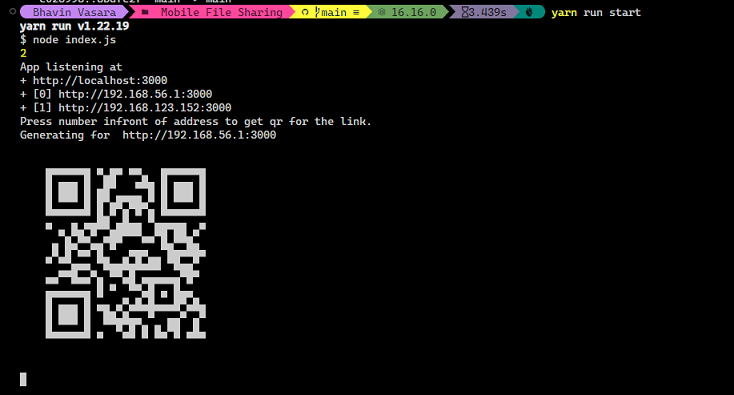 Bhavin Vasara Mobile File Sharing main ≡ 16.16.0 3.439s yarn run start
yarn run v1.22.19
$ node index.js
2
App listening at
+ http://localhost:3000
+ [0] http://192.168.56.1:3000
+ [1] http://192.168.123.152:3000
Press number infront of address to get qr for the link.
Generating for http://192.168.56.1:3000